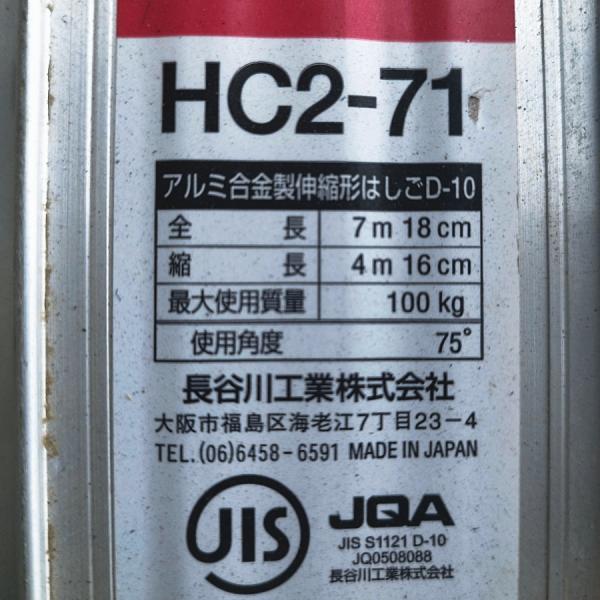 HC2-71
アルミ合金製伸縮形はしごD-10
全長 7m 18cm
縮長 4m 16cm
最大使用質量 100kg
使用角度 75°
長谷川工業株式会社
大阪市福島区海老江7丁目23-4
TEL.(06)6458-6591 MADE IN JAPAN
JIS
JQA
JIS S1121 D-10
JQ0508088
長谷川工業株式会社